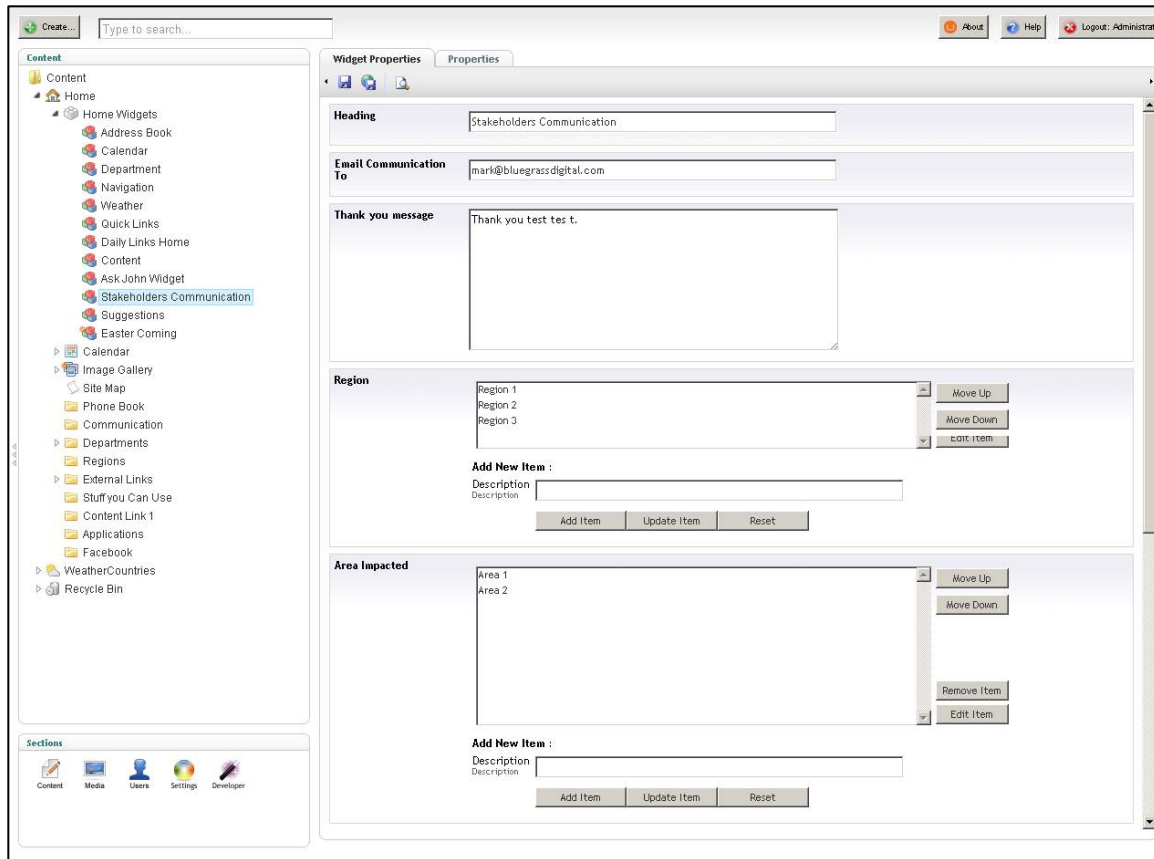 Create...
Type to search...
About
Help
Logout: Administrat
Content
Content
Home
Home Widgets
Address Book
Calendar
Department
Navigation
Weather
Quick Links
Daily Links Home
Content
Ask John Widget
Stakeholders Communication
Suggestions
Easter Coming
Calendar
Image Gallery
Site Map
Phone Book
Communication
Departments
Regions
External Links
Stuff you Can Use
Content Link 1
Applications
Facebook
WeatherCountries
Recycle Bin
Sections
Content Media Users Settings Developer
Widget Properties Properties
Heading Stakeholders Communication
Email Communication
To
mark@bluegrassdigital.com
Thank you message Thank you test tes t.
Region
Region 1
Region 2
Region 3
Move Up
Move Down
Edit Item
Add New Item :
Description
Description
Add Item Update Item Reset
Area Impacted
Area 1
Area 2
Move Up
Move Down
Remove Item
Edit Item
Add New Item :
Description
Description
Add Item Update Item Reset